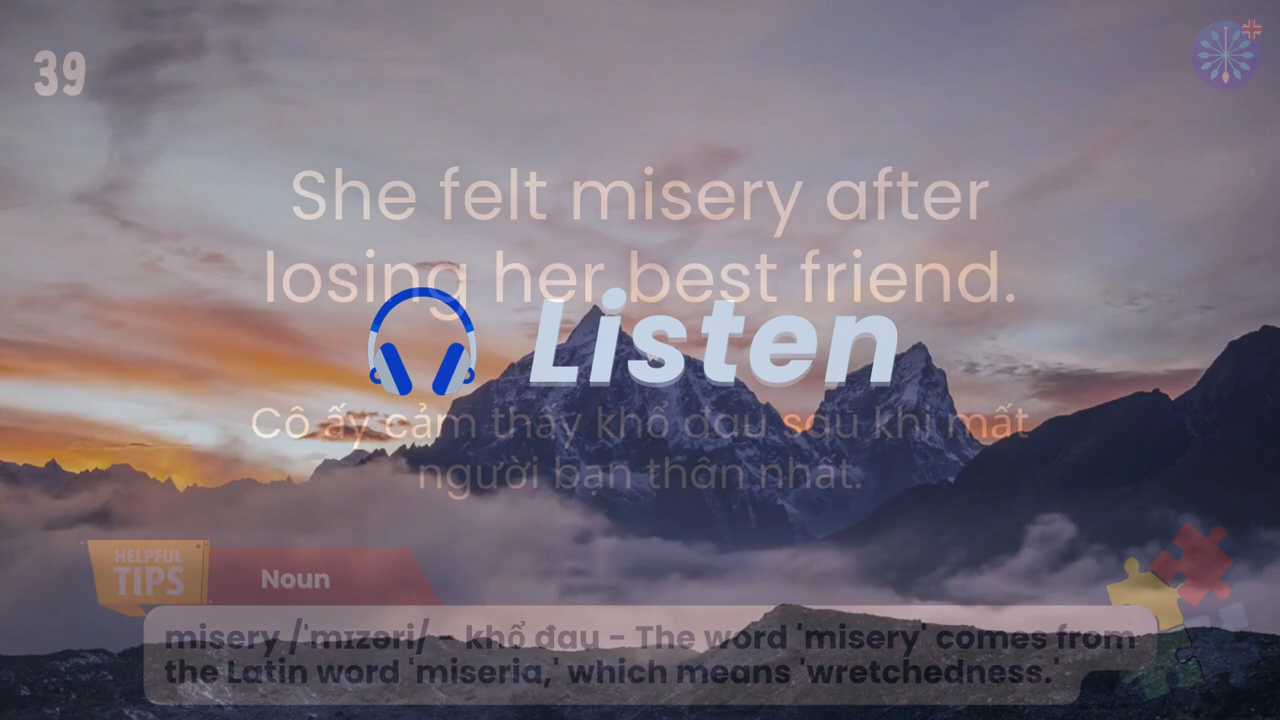 39
She felt misery after
losing her best friend.
Listen
Cô ấy cảm thấy khổ đau sau khi mất
người bạn thân nhất.
HELPFUL
TIPS
Noun
misery /ˈmɪzəri/ - khổ đau - The word 'misery' comes from
the Latin word 'miseria,' which means 'wretchedness.'